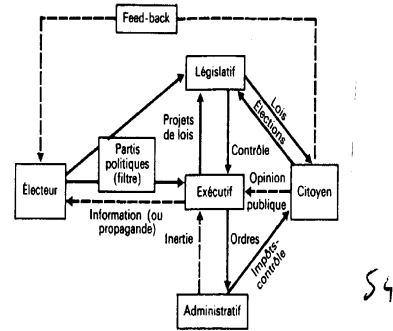 Feed-back
Législatif
Projets
de lois
Lois
Élections
Partis
politiques
(filtre)
Contrôle
Électeur
Exécutif
Opinion
publique
Citoyen
Information (ou
propagande)
Inertie
Ordres
Impôts-
contrôle
Administratif
54